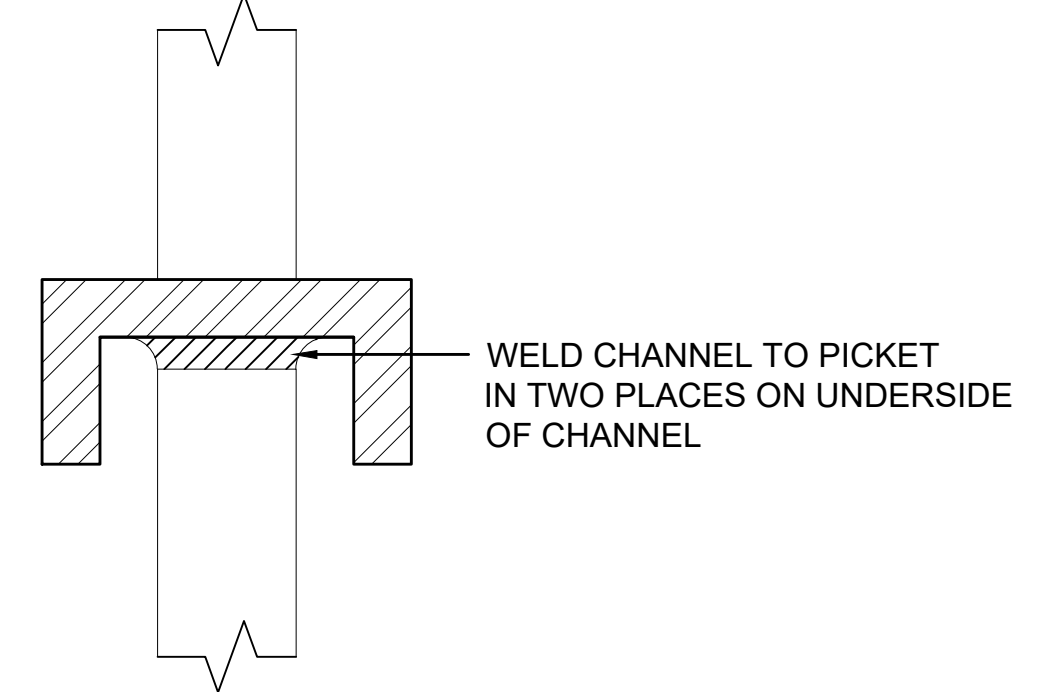 WELD CHANNEL TO PICKET
IN TWO PLACES ON UNDERSIDE
OF CHANNEL